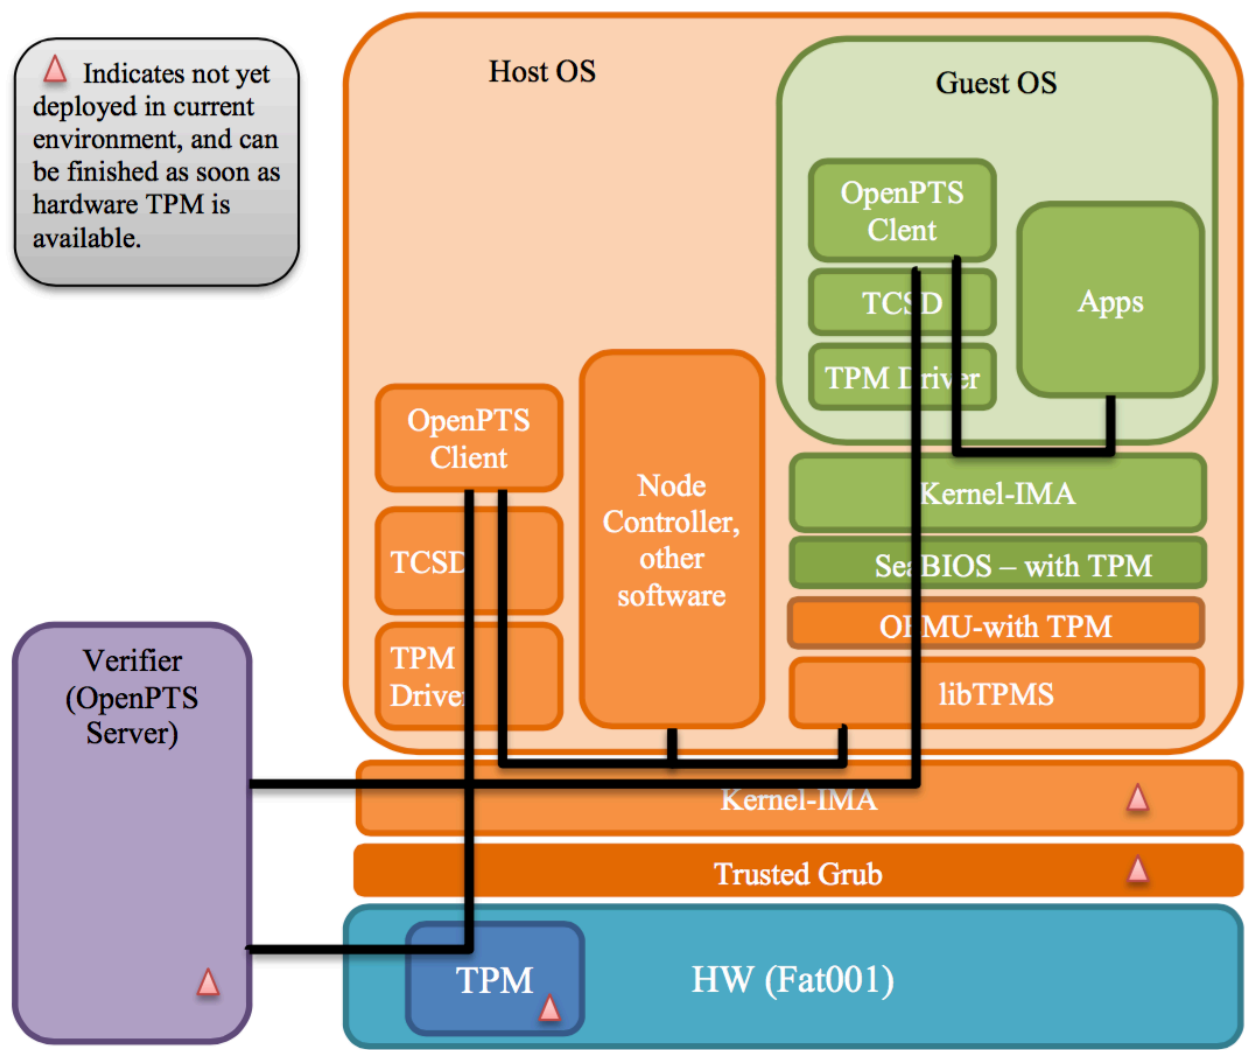 Indicates not yet
deployed in current
environment, and can
be finished as soon as
hardware TPM is
available.
Host OS
Guest OS
OpenPTS
Clent
TCSD
TPM Driver
Apps
OpenPTS
Client
TCSD
TPM
Driver
Node
Controller,
other
software
Kernel-IMA
SeaBIOS – with TPM
QEMU-with TPM
libTPMS
Verifier
(OpenPTS
Server)
Kernel-IMA
Trusted Grub
TPM
HW (Fat001)